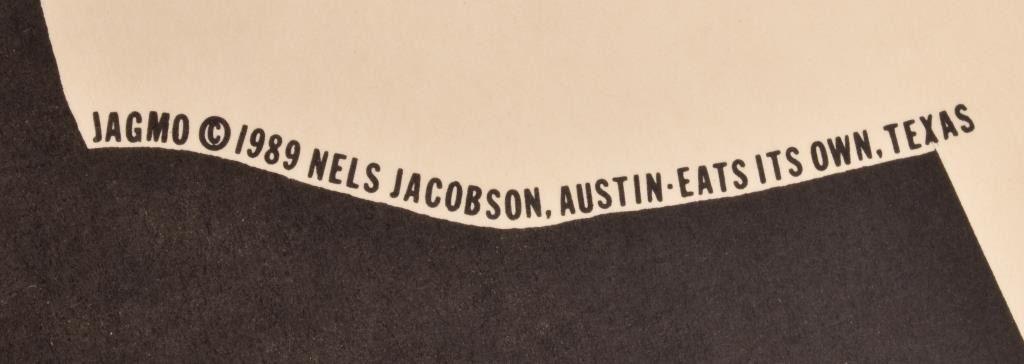 JAGMO © 1989 NELS JACOBSON, AUSTIN·EATS ITS OWN, TEXAS